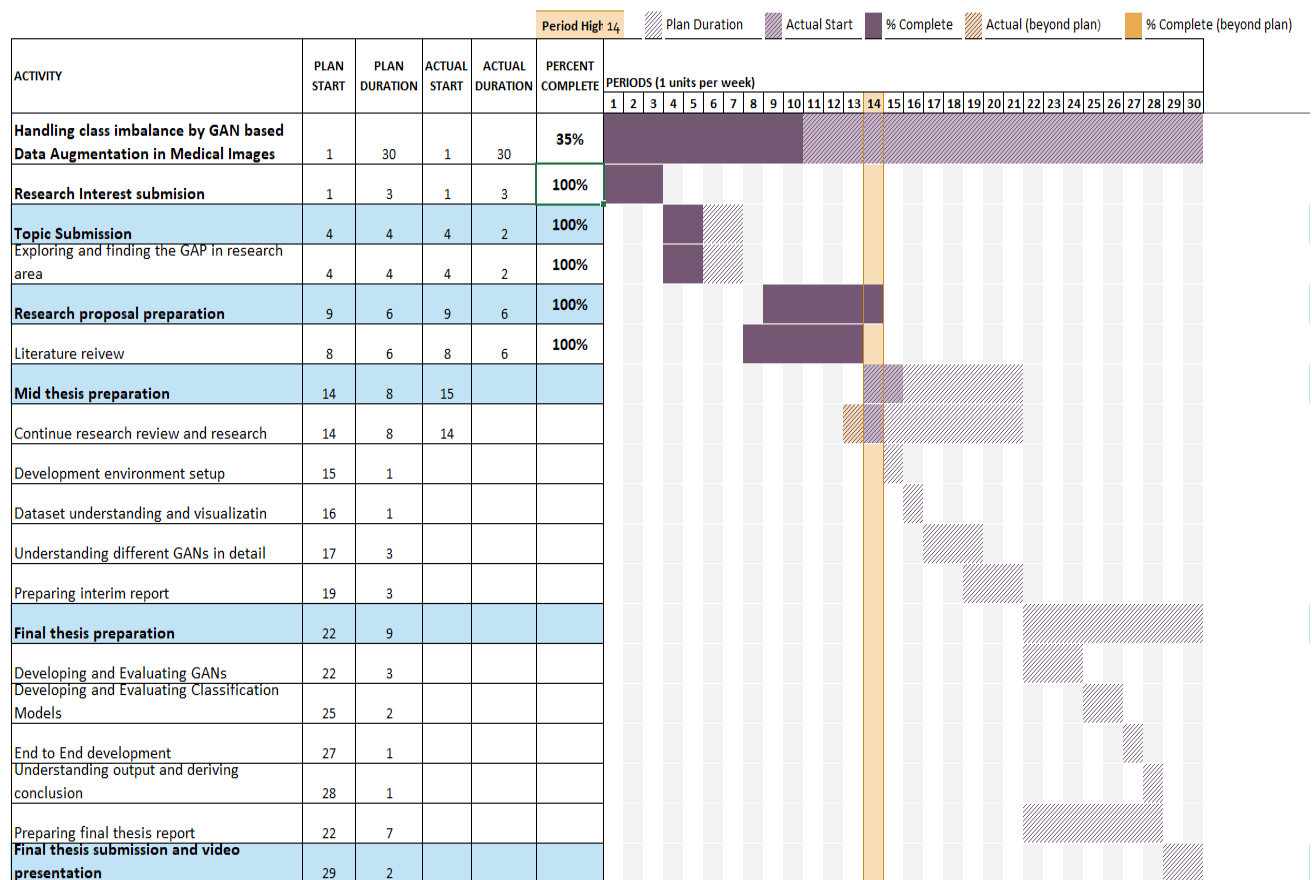 Period High 14 Plan Duration Actual Start % Complete Actual (beyond plan) % Complete (beyond plan)
ACTIVITY PLAN START PLAN DURATION ACTUAL START ACTUAL DURATION PERCENT COMPLETE PERIODS (1 units per week)
1 2 3 4 5 6 7 8 9 10 11 12 13 14 15 16 17 18 19 20 21 22 23 24 25 26 27 28 29 30
Handling class imbalance by GAN based
Data Augmentation in Medical Images 1 30 1 30 35%
Research Interest submision 1 3 1 3 100%
Topic Submission 4 4 4 2 100%
Exploring and finding the GAP in research
area 4 4 4 2 100%
Research proposal preparation 9 6 9 6 100%
Literature reivew 8 6 8 6 100%
Mid thesis preparation 14 8 15
Continue research review and research 14 8 14
Development environment setup 15 1
Dataset understanding and visualizatin 16 1
Understanding different GANs in detail 17 3
Preparing interim report 19 3
Final thesis preparation 22 9
Developing and Evaluating GANs 22 3
Developing and Evaluating Classification
Models 25 2
End to End development 27 1
Understanding output and deriving
conclusion 28 1
Preparing final thesis report 22 7
Final thesis submission and video
presentation 29 2